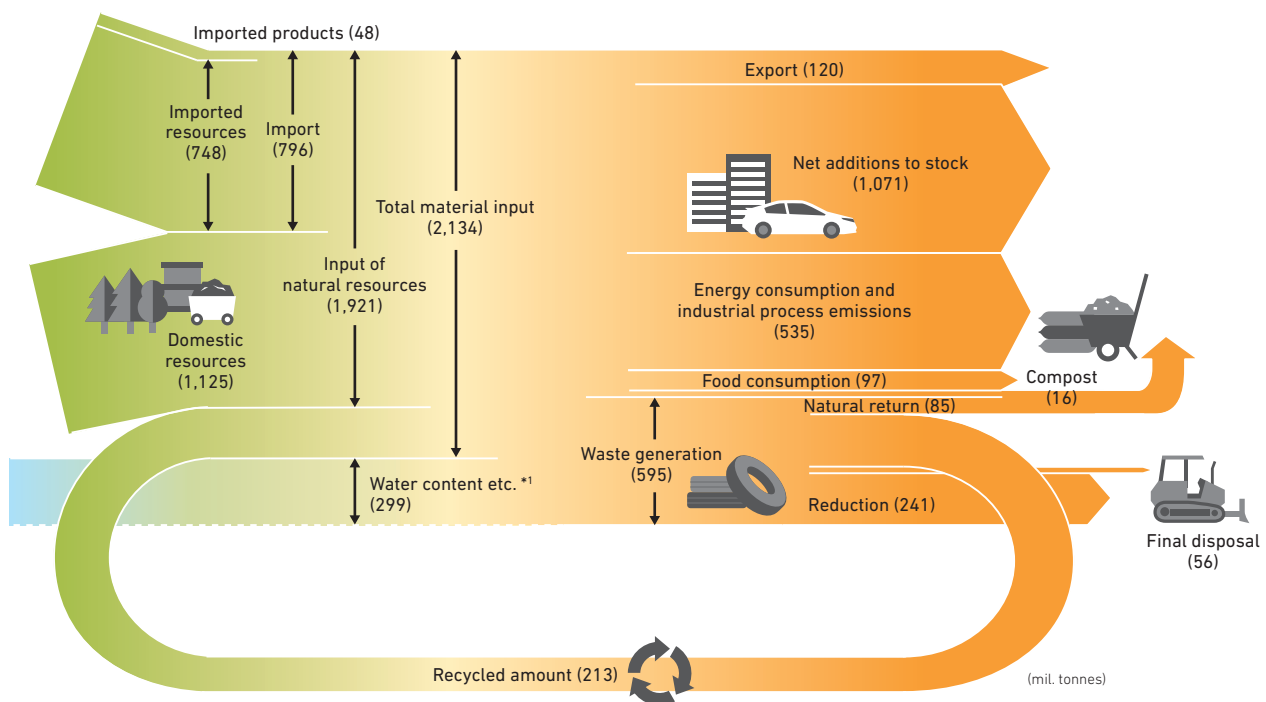 Imported products (48)
Imported
resources
(748)
Import
(796)
Total material input
(2,134)
Input of
natural resources
(1,921)
Domestic
resources
(1,125)
Water content etc. *1
(299)
Export (120)
Net additions to stock
(1,071)
Energy consumption and
industrial process emissions
(535)
Food consumption (97)
Compost
(16)
Natural return (85)
Waste generation
(595)
Reduction (241)
Final disposal
(56)
Recycled amount (213)
(mil. tonnes)